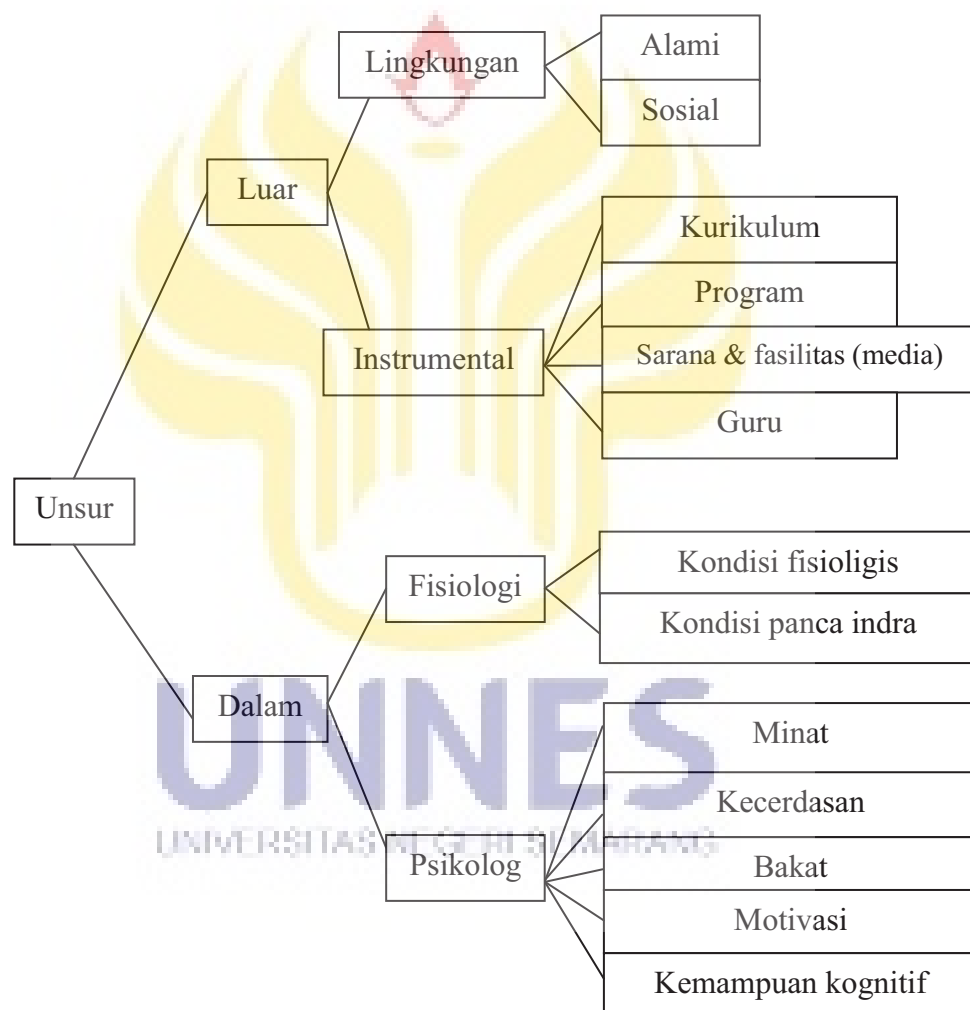 Lingkungan
Alami
Sosial
Luar
Kurikulum
Program
Instrumental
Sarana & fasilitas (media)
Guru
Unsur
Fisiologi
Kondisi fisioligis
Kondisi panca indra
Dalam
UNNES
Minat
Kecerdasan
UNIVERSITAS NEGERI SEMARANG
Psikolog
Bakat
Motivasi
Kemampuan kognitif